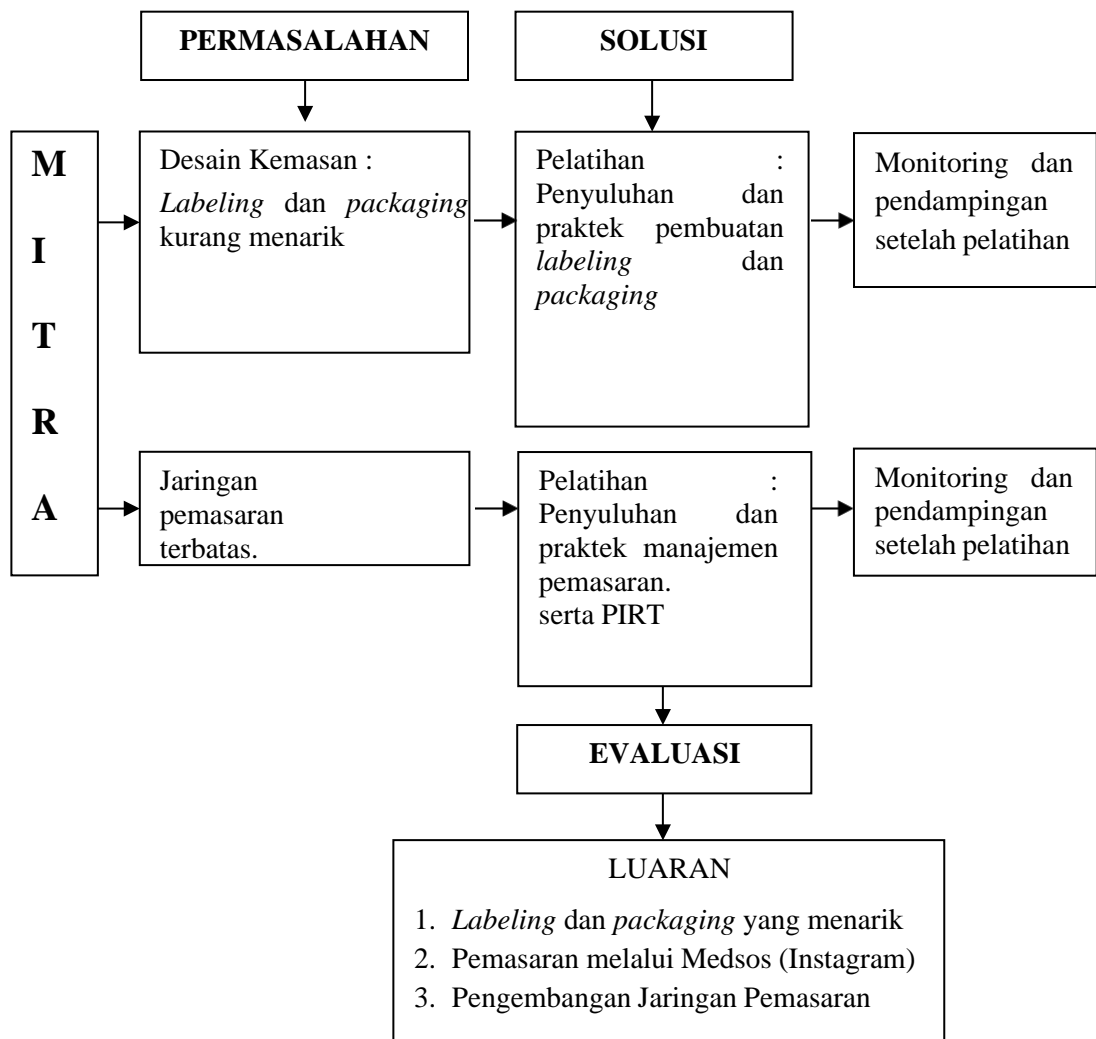 PERMASALAHAN
SOLUSI
M
I
T
R
A
Desain Kemasan :
Labeling dan packaging
kurang menarik
Pelatihan :
Penyuluhan dan
praktek pembuatan
labeling dan
packaging
Monitoring dan
pendampingan
setelah pelatihan
Jaringan
pemasaran
terbatas.
Pelatihan :
Penyuluhan dan
praktek manajemen
pemasaran.
serta PIRT
Monitoring dan
pendampingan
setelah pelatihan
EVALUASI
LUARAN
1. Labeling dan packaging yang menarik
2. Pemasaran melalui Medsos (Instagram)
3. Pengembangan Jaringan Pemasaran